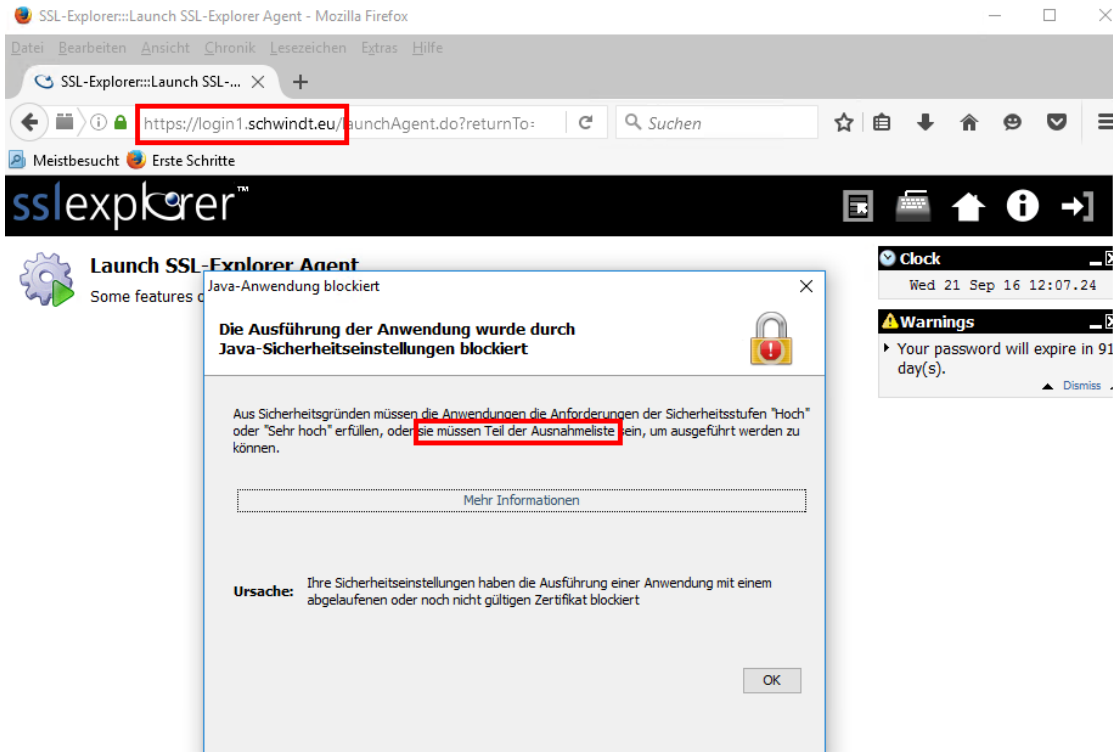 SSL-Explorer:::Launch SSL-Explorer Agent - Mozilla Firefox
Datei Bearbeiten Ansicht Chronik Lesezeichen Extras Hilfe
SSL-Explorer:::Launch SSL-...
https://login1.schwindt.eu/launchAgent.do?returnTo=
Suchen
Meistbesucht Erste Schritte
sslexplorer™
Launch SSL-Explorer Agent
Some features
Clock
Wed 21 Sep 16 12:07.24
Warnings
Your password will expire in 91
day(s).
Dismiss
Java-Anwendung blockiert
Die Ausführung der Anwendung wurde durch
Java-Sicherheitseinstellungen blockiert
Aus Sicherheitsgründen müssen die Anwendungen die Anforderungen der Sicherheitsstufen "Hoch"
oder "Sehr hoch" erfüllen, oder sie müssen Teil der Ausnahmeliste sein, um ausgeführt werden zu
können.
Mehr Informationen
Ursache:
Ihre Sicherheitseinstellungen haben die Ausführung einer Anwendung mit einem
abgelaufenen oder noch nicht gültigen Zertifikat blockiert
OK